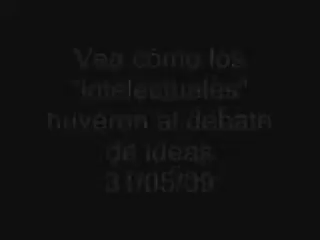 Vea cómo los
"intelectuales"
huyeron al debate
de ideas
31/05/09